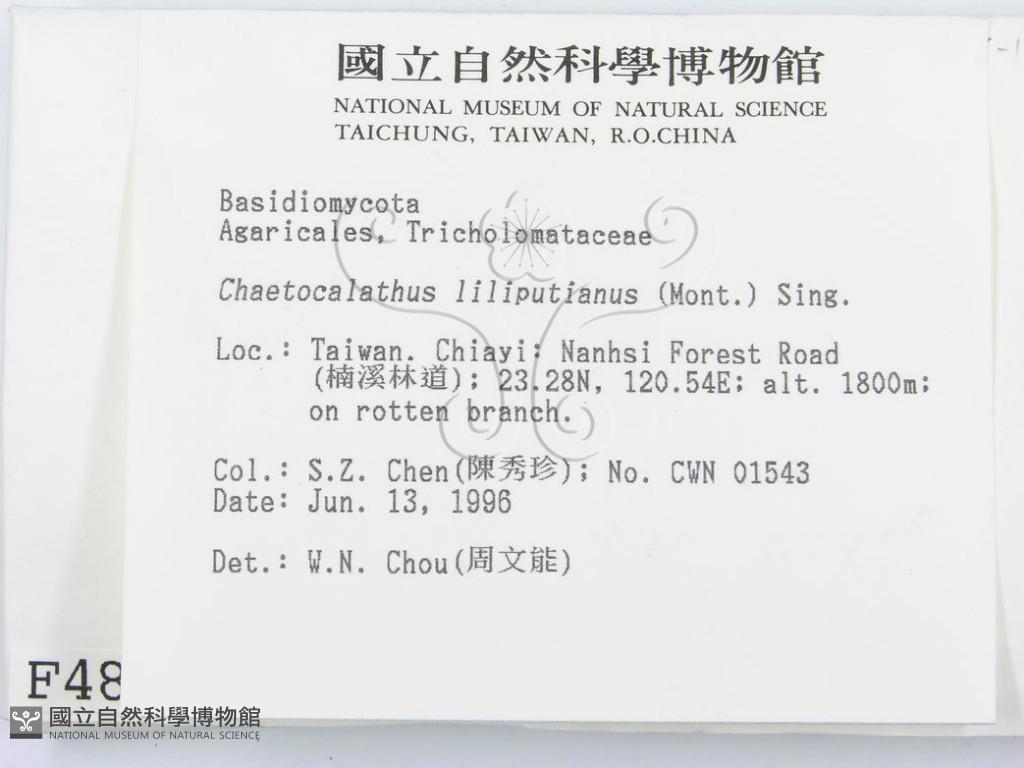 國立自然科學博物館
NATIONAL MUSEUM OF NATURAL SCIENCE
TAICHUNG, TAIWAN, R.O.CHINA
Basidiomycota
Agaricales, Tricholomataceae
Chaetocalathus liliputianus (Mont.) Sing.
Loc.: Taiwan. Chiayi: Nanhsi Forest Road
(楠溪林道); 23.28N, 120.54E; alt. 1800m;
on rotten branch.
Col.: S.Z. Chen(陳秀珍); No. CWN 01543
Date: Jun. 13, 1996
Det.: W.N. Chou(周文能)
F48
國立自然科學博物館
NATIONAL MUSEUM OF NATURAL SCIENCE